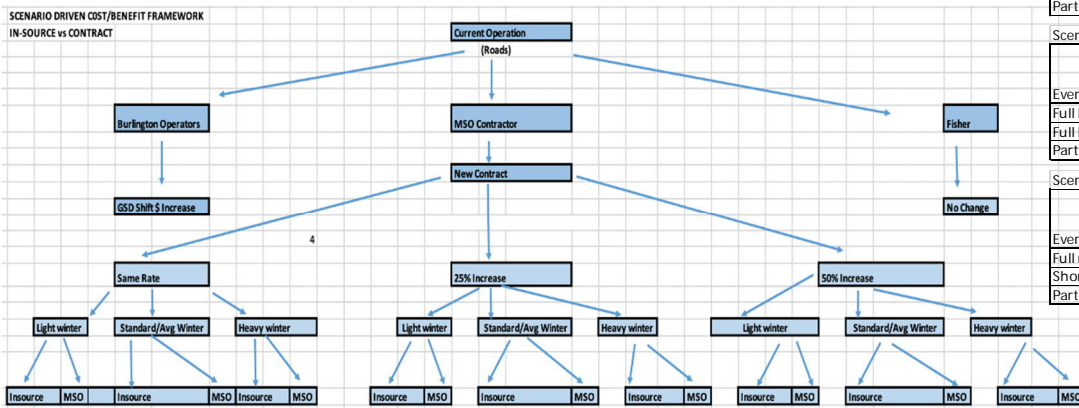 SCENARIO DRIVEN COST/BENEFIT FRAMEWORK
IN-SOURCE vs CONTRACT
Current Operation
(Roads)
Burlington Operators
MSO Contractor
Fisher
New Contract
GSD Shift $ Increase
No Change
4
Same Rate
25% Increase
50% Increase
Light winter
Standard/Avg Winter
Heavy winter
Light winter
Standard/Avg Winter
Heavy winter
Light winter
Standard/Avg Winter
Heavy winter
Insource MSO Insource MSO Insource MSO Insource MSO Insource MSO Insource MSO Insource MSO Insource MSO Insource
Part
Scen
Even
Full
Full
Part
Scen
Even
Full
Shor
Part